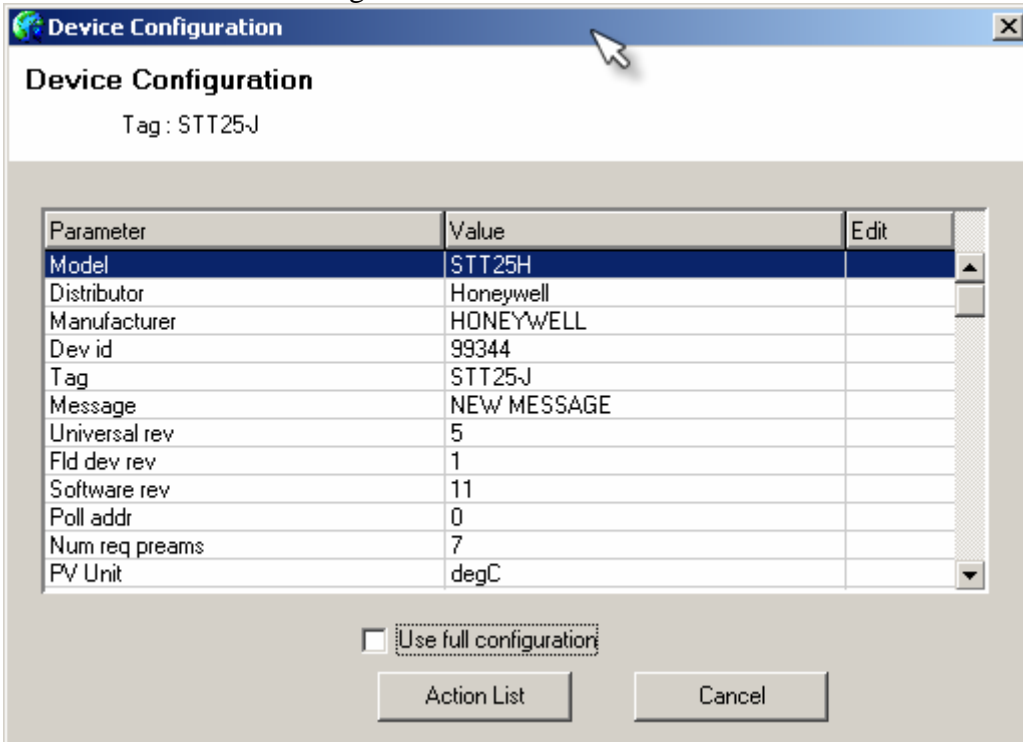 Device Configuration
Device Configuration
Tag : STT25-J
Parameter Value Edit
Model STT25H
Distributor Honeywell
Manufacturer HONEYWELL
Dev id 99344
Tag STT25-J
Message NEW MESSAGE
Universal rev 5
Fld dev rev 1
Software rev 11
Poll addr 0
Num req preams 7
PV Unit degC
Use full configuration
Action List Cancel